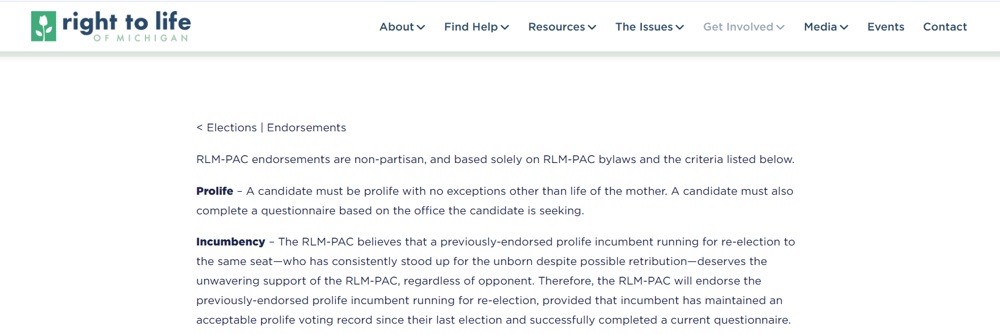 right to life
OF MICHIGAN
About Find Help Resources The Issues Get Involved Media Events Contact
< Elections | Endorsements
RLM-PAC endorsements are non-partisan, and based solely on RLM-PAC bylaws and the criteria listed below.
Prolife – A candidate must be prolife with no exceptions other than life of the mother. A candidate must also
complete a questionnaire based on the office the candidate is seeking.
Incumbency – The RLM-PAC believes that a previously-endorsed prolife incumbent running for re-election to
the same seat—who has consistently stood up for the unborn despite possible retribution—deserves the
unwavering support of the RLM-PAC, regardless of opponent. Therefore, the RLM-PAC will endorse the
previously-endorsed prolife incumbent running for re-election, provided that incumbent has maintained an
acceptable prolife voting record since their last election and successfully completed a current questionnaire.